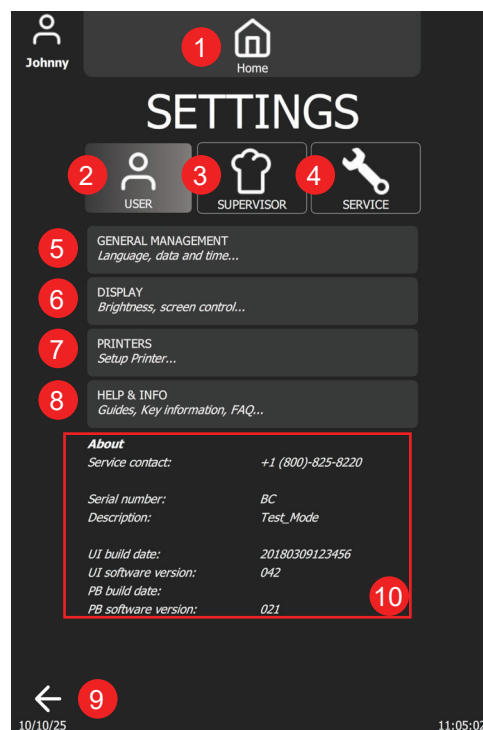 Johnny
1
Home
SETTINGS
2
USER
3
SUPERVISOR
4
SERVICE
5
GENERAL MANAGEMENT
Language, data and time...
6
DISPLAY
Brightness, screen control...
7
PRINTERS
Setup Printer...
8
HELP & INFO
Guides, Key information, FAQ...
About
Service contact: +1 (800)-825-8220
Serial number: BC
Description: Test_Mode
UI build date: 20180309123456
UI software version: 042
PB build date:
PB software version: 021
10
9
10/10/25 11:05:02